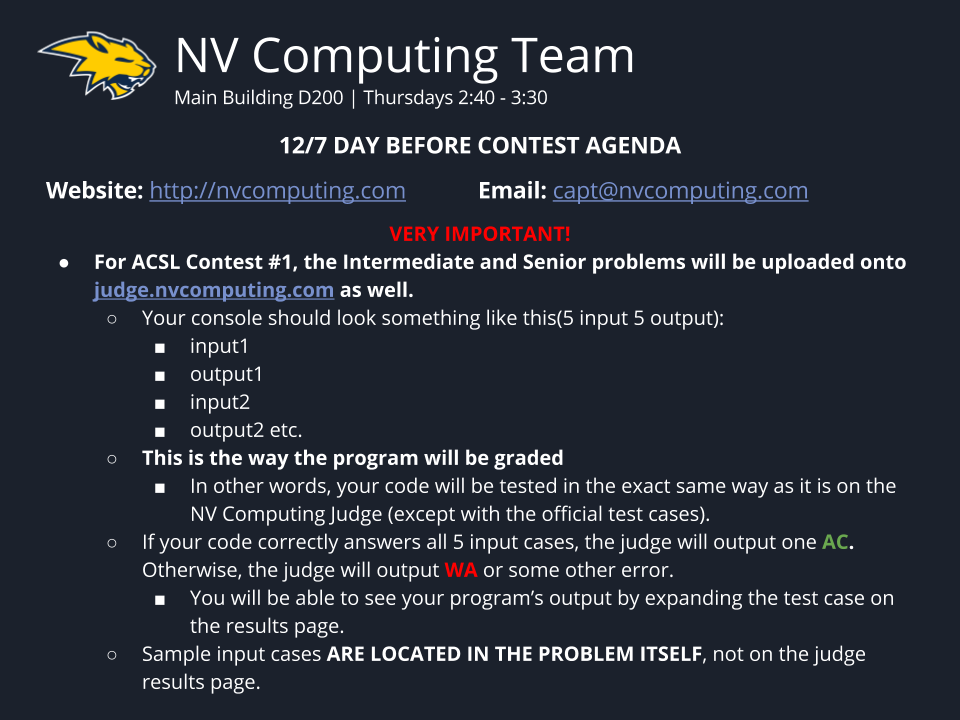 NV Computing Team
Main Building D200 | Thursdays 2:40 - 3:30
12/7 DAY BEFORE CONTEST AGENDA
Website: http://nvcomputing.com Email: capt@nvcomputing.com
VERY IMPORTANT!
● For ACSL Contest #1, the Intermediate and Senior problems will be uploaded onto
judge.nvcomputing.com as well.
○ Your console should look something like this(5 input 5 output):
■ input1
■ output1
■ input2
■ output2 etc.
○ This is the way the program will be graded
■ In other words, your code will be tested in the exact same way as it is on the
NV Computing Judge (except with the official test cases).
○ If your code correctly answers all 5 input cases, the judge will output one AC.
Otherwise, the judge will output WA or some other error.
■ You will be able to see your program’s output by expanding the test case on
the results page.
○ Sample input cases ARE LOCATED IN THE PROBLEM ITSELF, not on the judge
results page.